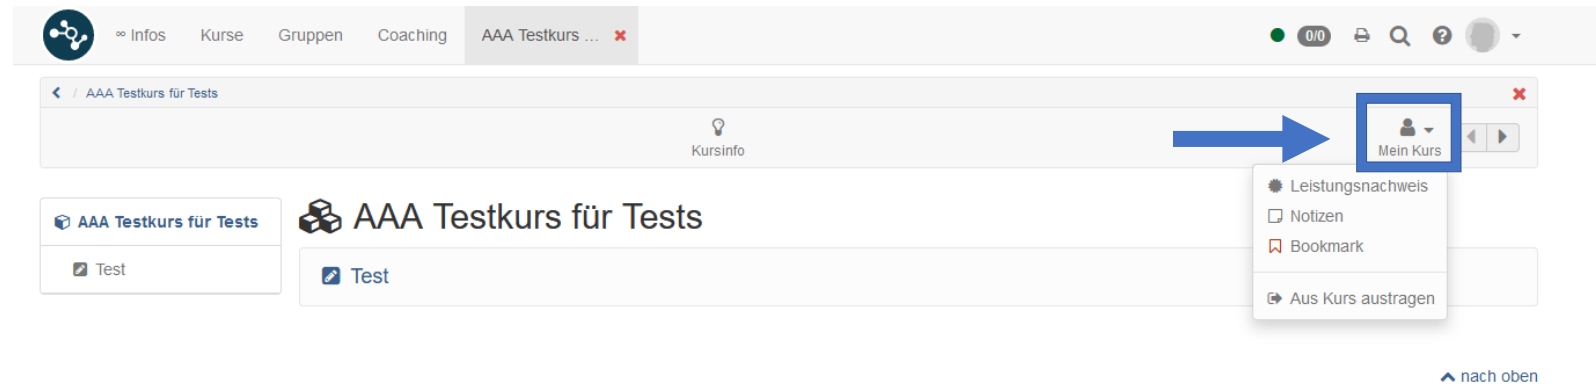 ∞ Infos Kurse Gruppen Coaching AAA Testkurs ... 0/0
/ AAA Testkurs für Tests
Kursinfo
Mein Kurs
Leistungsnachweis
Notizen
Bookmark
Aus Kurs austragen
AAA Testkurs für Tests
Test
AAA Testkurs für Tests
Test
nach oben